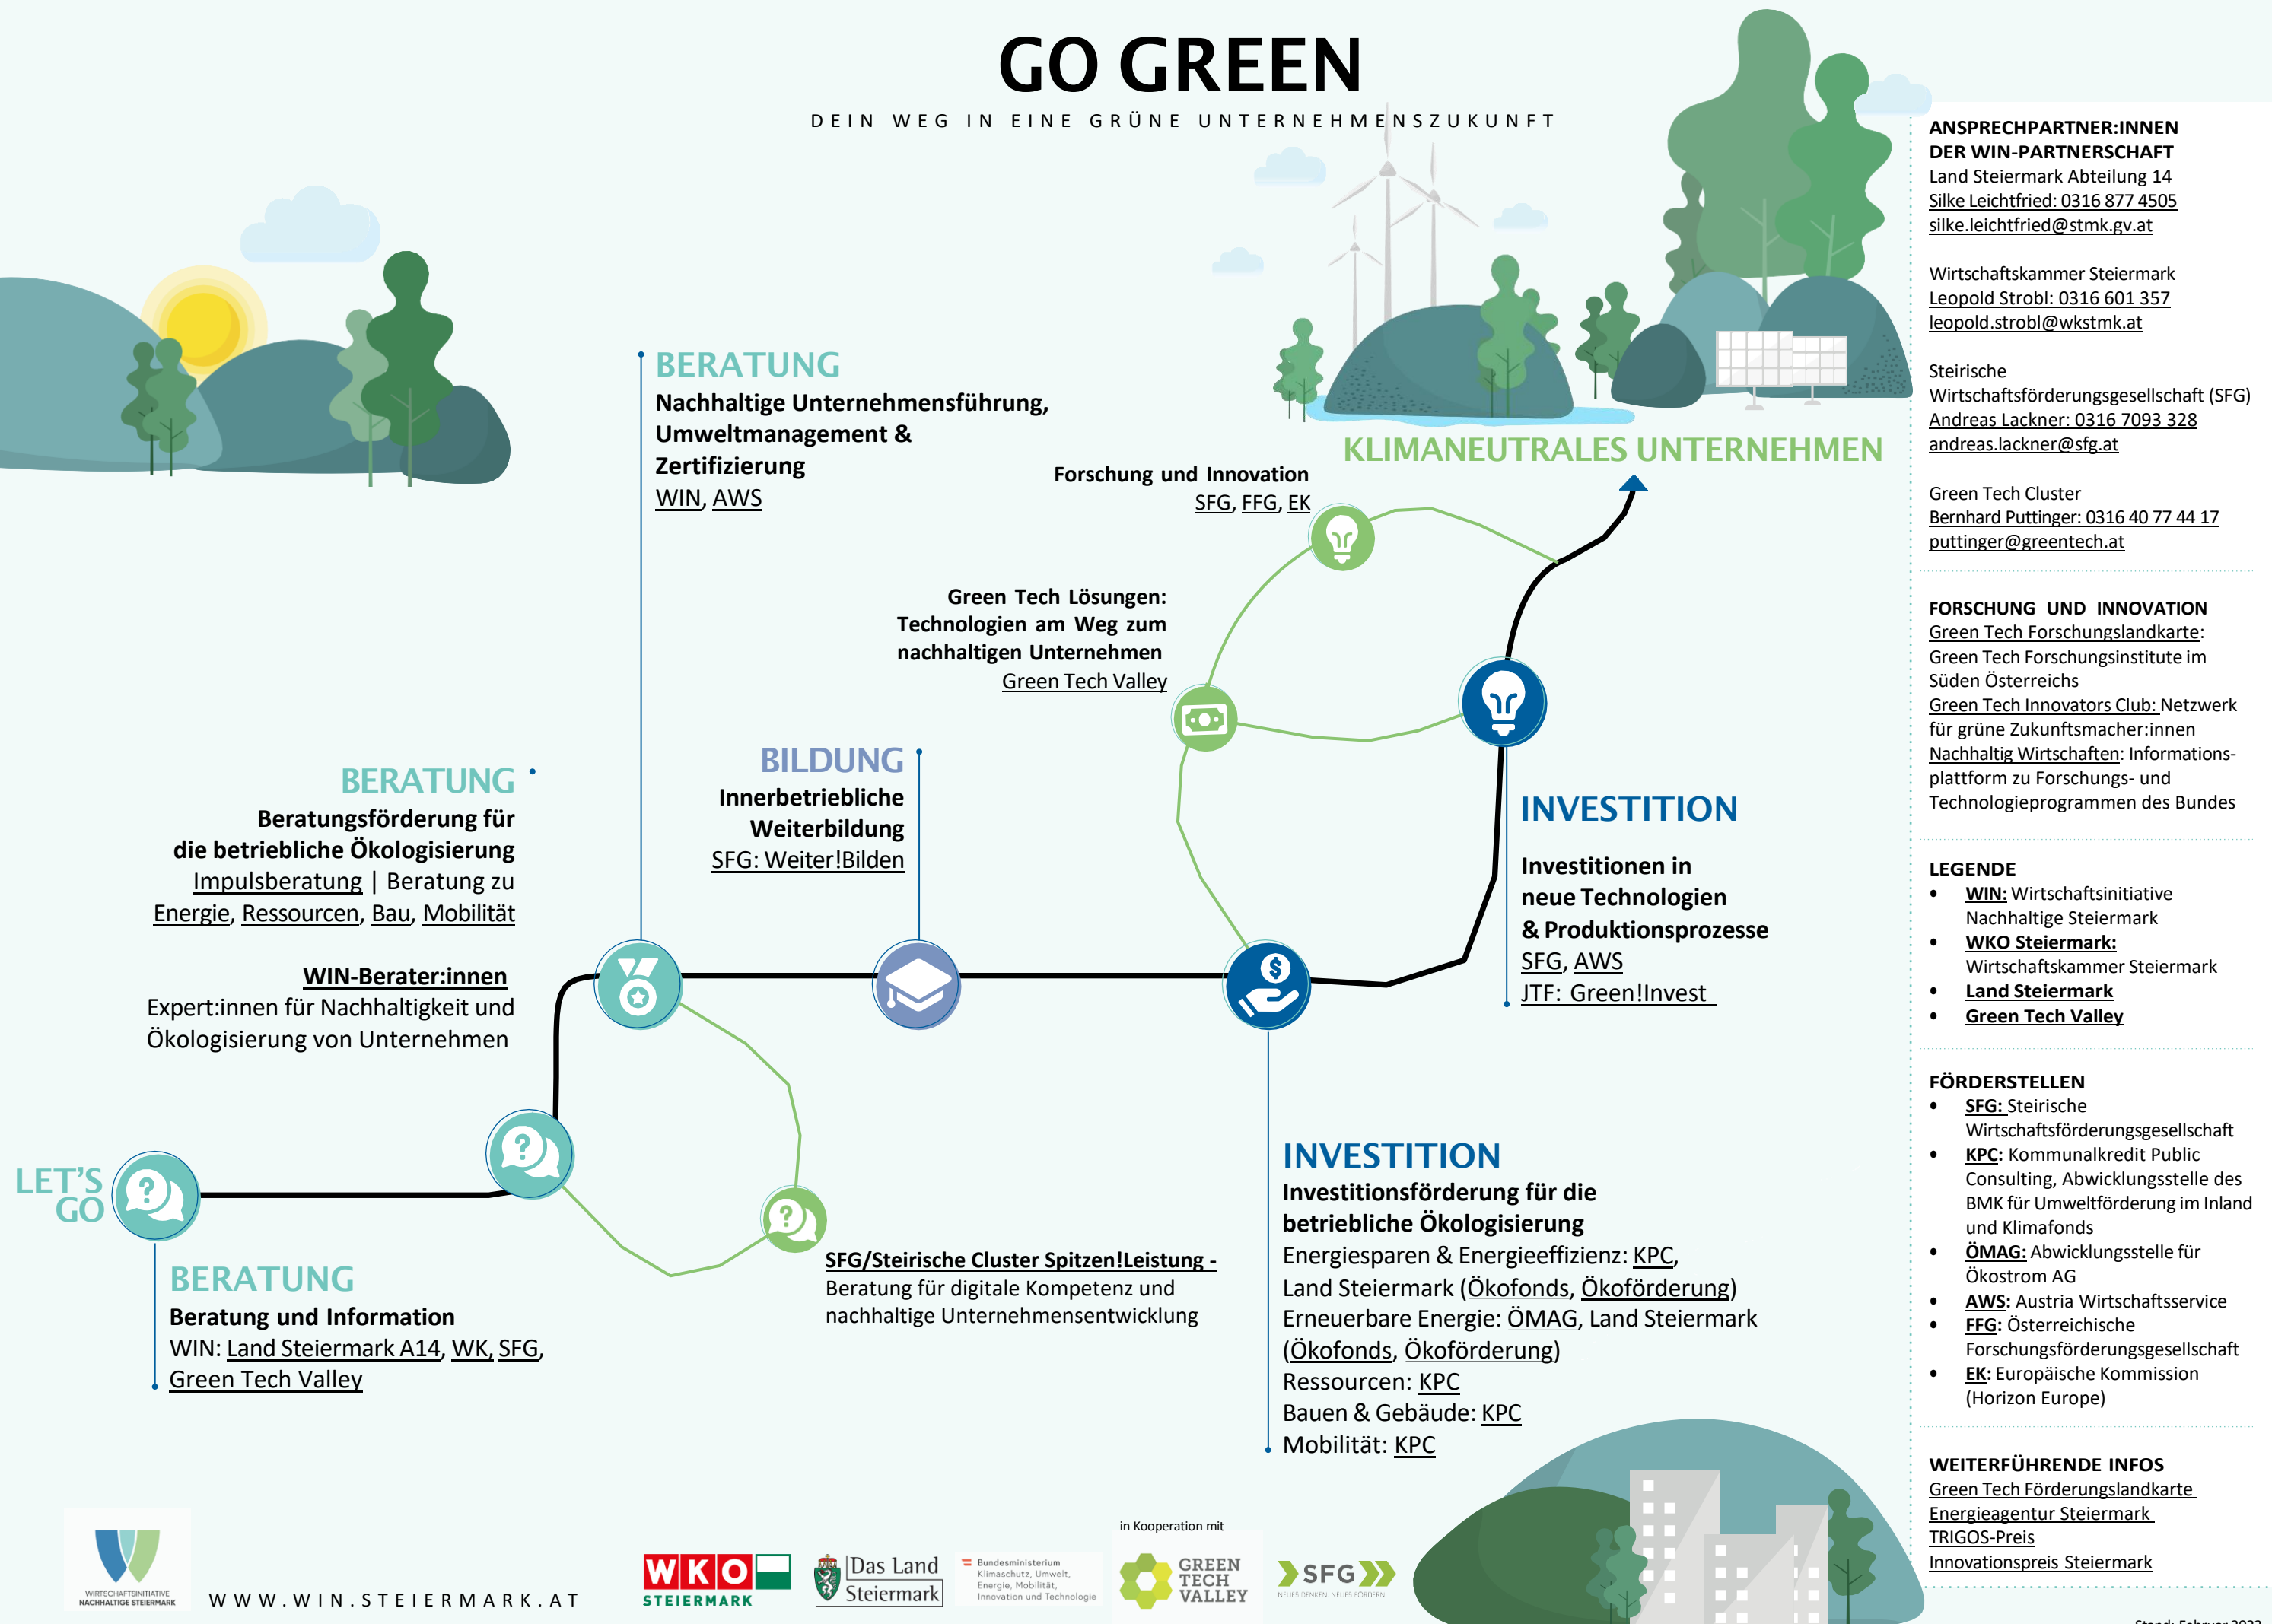 GO GREEN
DEIN WEG IN EINE GRÜNE UNTERNEHMENSZUKUNFT
BERATUNG
Nachhaltige Unternehmensführung,
Umweltmanagement &
Zertifizierung
WIN, AWS
KLIMANEUTRALES UNTERNEHMEN
Forschung und Innovation
SFG, FFG, EK
Green Tech Lösungen:
Technologien am Weg zum
nachhaltigen Unternehmen
Green Tech Valley
BERATUNG
Beratungsförderung für
die betriebliche Ökologisierung
Impulsberatung | Beratung zu
Energie, Ressourcen, Bau, Mobilität
WIN-Berater:innen
Expert:innen für Nachhaltigkeit und
Ökologisierung von Unternehmen
BILDUNG
Innerbetriebliche
Weiterbildung
SFG: Weiter!Bilden
INVESTITION
Investitionen in
neue Technologien
& Produktionsprozesse
SFG, AWS
JTF: Green!Invest
LET'S
GO
BERATUNG
Beratung und Information
WIN: Land Steiermark A14, WK, SFG,
Green Tech Valley
SFG/Steirische Cluster Spitzen!Leistung -
Beratung für digitale Kompetenz und
nachhaltige Unternehmensentwicklung
INVESTITION
Investitionsförderung für die
betriebliche Ökologisierung
Energiesparen & Energieeffizienz: KPC,
Land Steiermark (Ökofonds, Ökoförderung)
Erneuerbare Energie: ÖMAG, Land Steiermark
(Ökofonds, Ökoförderung)
Ressourcen: KPC
Bauen & Gebäude: KPC
Mobilität: KPC
ANSPRECHPARTNER:INNEN
DER WIN-PARTNERSCHAFT
Land Steiermark Abteilung 14
Silke Leichtfried: 0316 877 4505
silke.leichtfried@stmk.gv.at
Wirtschaftskammer Steiermark
Leopold Strobl: 0316 601 357
leopold.strobl@wkstmk.at
Steirische
Wirtschaftsförderungsgesellschaft (SFG)
Andreas Lackner: 0316 7093 328
andreas.lackner@sfg.at
Green Tech Cluster
Bernhard Puttinger: 0316 40 77 44 17
puttinger@greentech.at
FORSCHUNG UND INNOVATION
Green Tech Forschungslandkarte:
Green Tech Forschungsinstitute im
Süden Österreichs
Green Tech Innovators Club: Netzwerk
für grüne Zukunftsmacher:innen
Nachhaltig Wirtschaften: Informations-
plattform zu Forschungs- und
Technologieprogrammen des Bundes
LEGENDE
• WIN: Wirtschaftsinitiative
Nachhaltige Steiermark
• WKO Steiermark:
Wirtschaftskammer Steiermark
• Land Steiermark
• Green Tech Valley
FÖRDERSTELLEN
• SFG: Steirische
Wirtschaftsförderungsgesellschaft
• KPC: Kommunalkredit Public
Consulting, Abwicklungsstelle des
BMK für Umweltförderung im Inland
und Klimafonds
• ÖMAG: Abwicklungsstelle für
Ökostrom AG
• AWS: Austria Wirtschaftsservice
• FFG: Österreichische
Forschungsförderungsgesellschaft
• EK: Europäische Kommission
(Horizon Europe)
WEITERFÜHRENDE INFOS
Green Tech Förderungslandkarte
Energieagentur Steiermark
TRIGOS-Preis
Innovationspreis Steiermark
WIRTSCHAFTSINITIATIVE
NACHHALTIGE STEIERMARK
WWW.WIN.STEIERMARK.AT
WKO
STEIERMARK
Das Land
Steiermark
Bundesministerium
Klimaschutz, Umwelt,
Energie, Mobilität,
Innovation und Technologie
in Kooperation mit
GREEN
TECH
VALLEY
SFG
NEUES DENKEN. NEUES FÖRDERN.